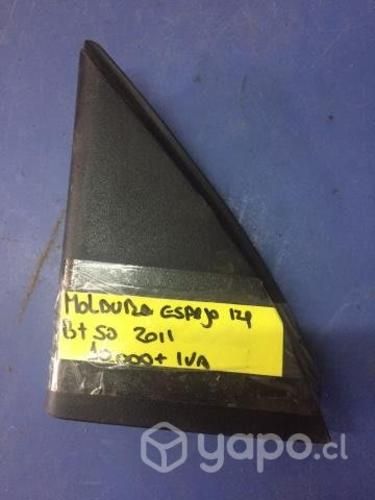 MOLDURA ESPEJO IZQ
BT 50 2011
10.000+ IVA
yapo.cl